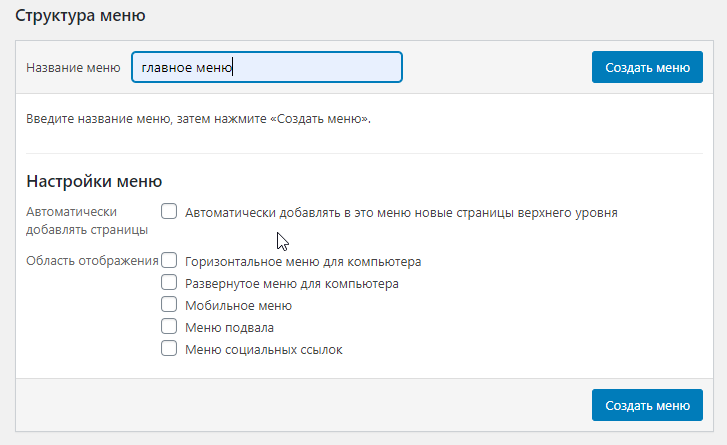 Структура меню
Название меню главное меню Создать меню
Введите название меню, затем нажмите «Создать меню».
Настройки меню
Автоматически добавлять страницы
Автоматически добавлять в это меню новые страницы верхнего уровня
Область отображения
Горизонтальное меню для компьютера
Развернутое меню для компьютера
Мобильное меню
Меню подвала
Меню социальных ссылок
Создать меню